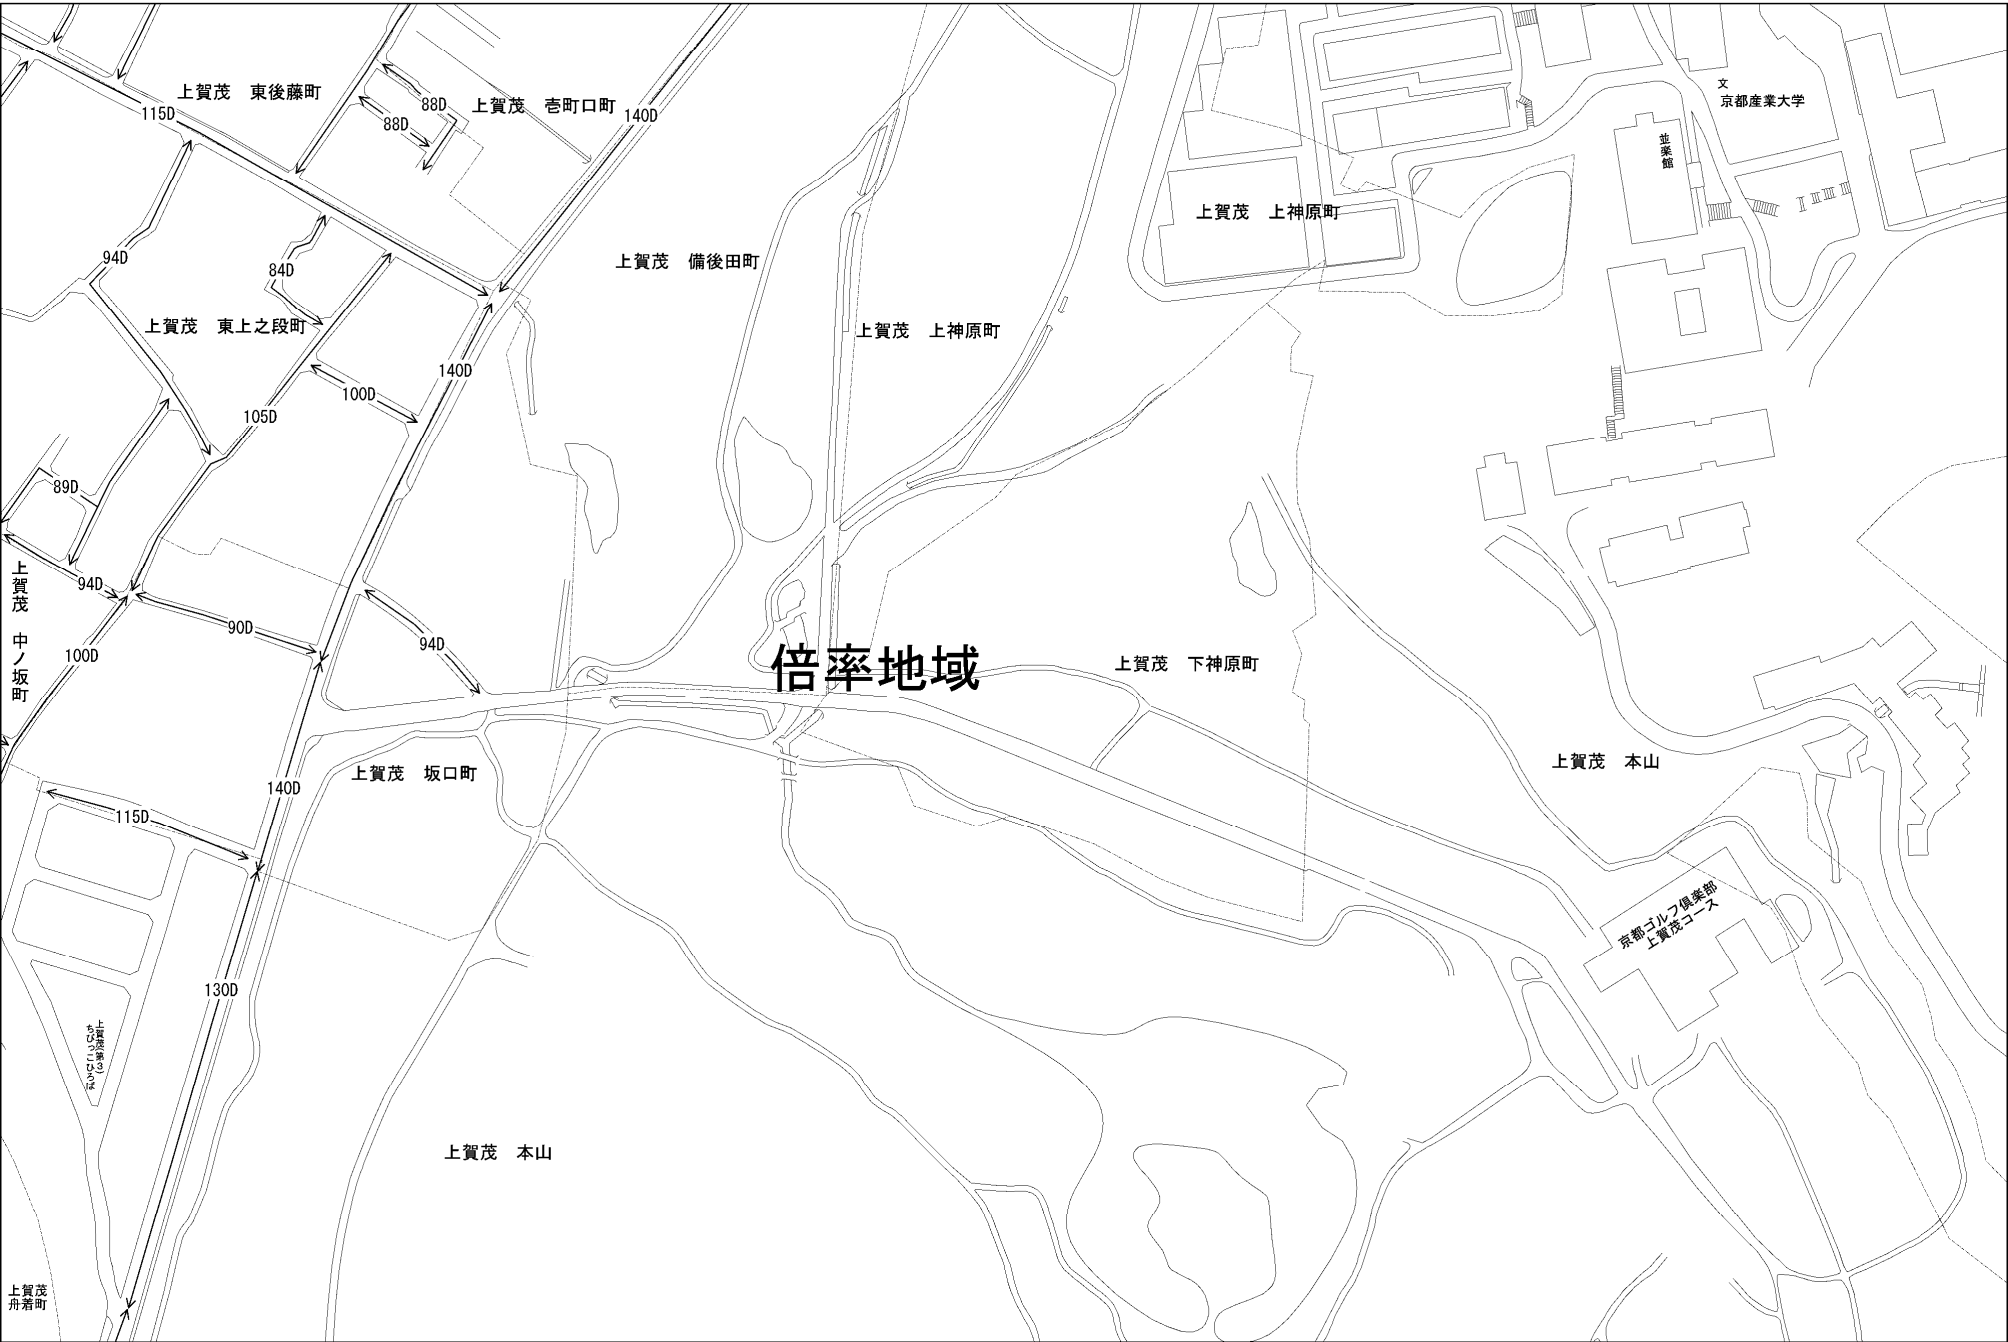 文
京都産業大学
上賀茂　東後藤町
88D
上賀茂　壱町口町
115D
88D
140D
並楽館
上賀茂　上神原町
94D
84D
上賀茂　備後田町
上賀茂　東上之段町
上賀茂　上神原町
140D
100D
105D
89D
94D
上賀茂　中ノ坂町
90D
94D
100D
倍率地域
上賀茂　下神原町
上賀茂　坂口町
上賀茂　本山
140D
115D
京都ゴルフ倶楽部
上賀茂コース
130D
上賀茂(第3)
ちびっこひろば
上賀茂　本山
上賀茂
舟着町